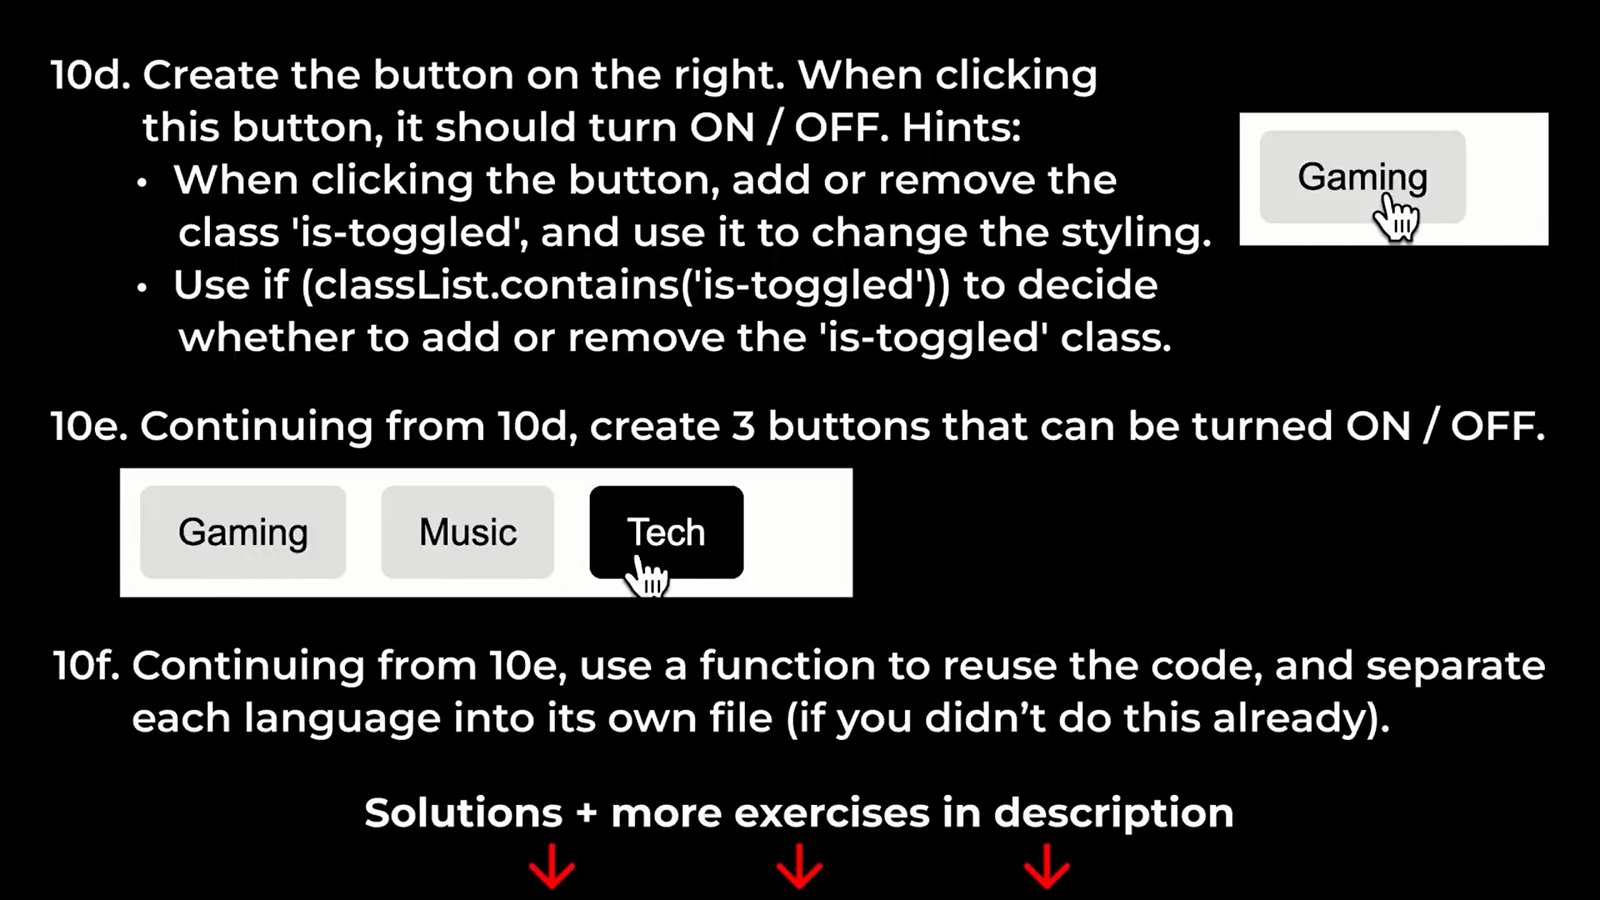 10d. Create the button on the right. When clicking
this button, it should turn ON / OFF. Hints:
• When clicking the button, add or remove the
class 'is-toggled', and use it to change the styling.
• Use if (classList.contains('is-toggled')) to decide
whether to add or remove the 'is-toggled' class.
Gaming
10e. Continuing from 10d, create 3 buttons that can be turned ON / OFF.
Gaming Music Tech
10f. Continuing from 10e, use a function to reuse the code, and separate
each language into its own file (if you didn’t do this already).
Solutions + more exercises in description